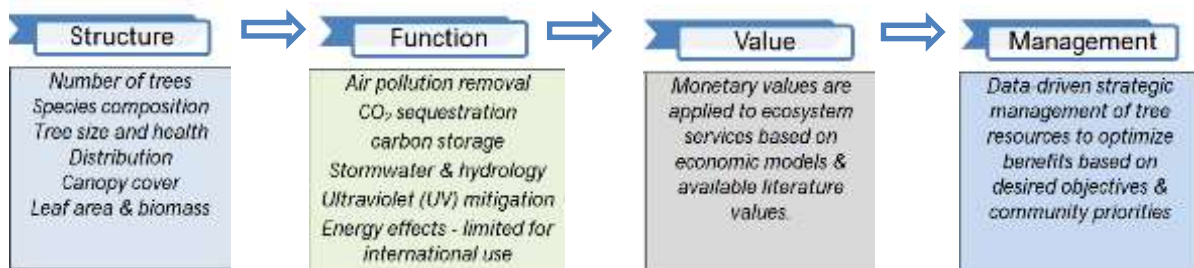 Structure
Number of trees
Species composition
Tree size and health
Distribution
Canopy cover
Leaf area & biomass
Function
Air pollution removal
CO₂ sequestration
carbon storage
Stormwater & hydrology
Ultraviolet (UV) mitigation
Energy effects - limited for
international use
Value
Monetary values are
applied to ecosystem
services based on
economic models &
available literature
values.
Management
Data-driven strategic
management of tree
resources to optimize
benefits based on
desired objectives &
community priorities